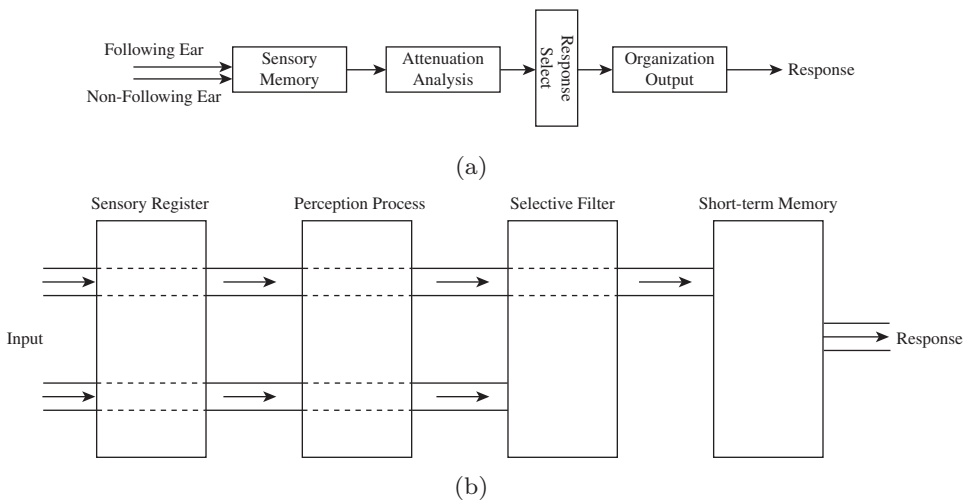 Following Ear
Non-Following Ear
Sensory
Memory
Attenuation
Analysis
Response
Select
Organization
Output
Response
(a)
Sensory Register
Perception Process
Selective Filter
Short-term Memory
Input
Response
(b)